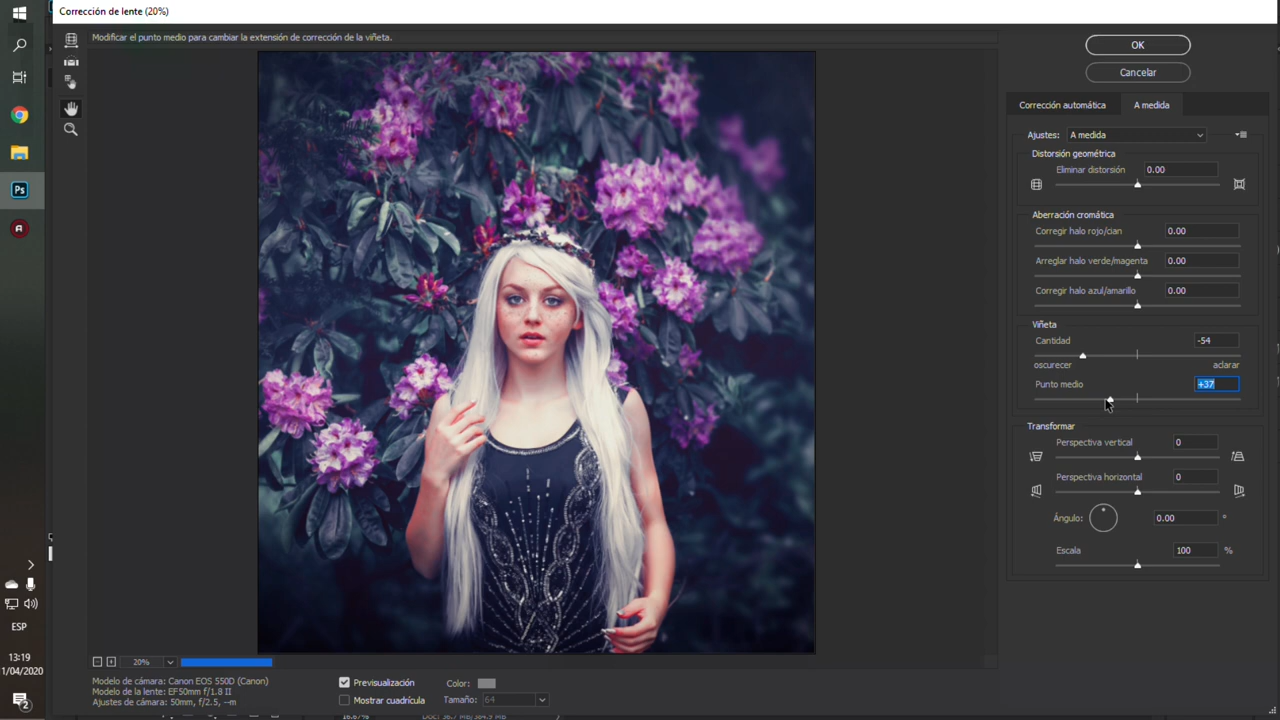 Corrección de lente (20%)
Modificar el punto medio para cambiar la extensión de corrección de la viñeta.
OK
Cancelar
Corrección automática
A medida
Ajustes: A medida
Distorsión geométrica
Eliminar distorsión 0.00
Aberración cromática
Corregir halo rojo/cian 0.00
Arreglar halo verde/magenta 0.00
Corregir halo azul/amarillo 0.00
Viñeta
Cantidad -54
oscurecer aclarar
Punto medio +37
Transformar
Perspectiva vertical 0
Perspectiva horizontal 0
Ángulo: 0.00 °
Escala 100 %
Ps
ESP
13:19
1/04/2020
2
20%
Modelo de cámara: Canon EOS 550D (Canon)
Modelo de la lente: EF50mm f/1.8 II
Ajustes de cámara: 50mm, f/2.5, --m
Previsualización
Color:
Mostrar cuadrícula
Tamaño: 64